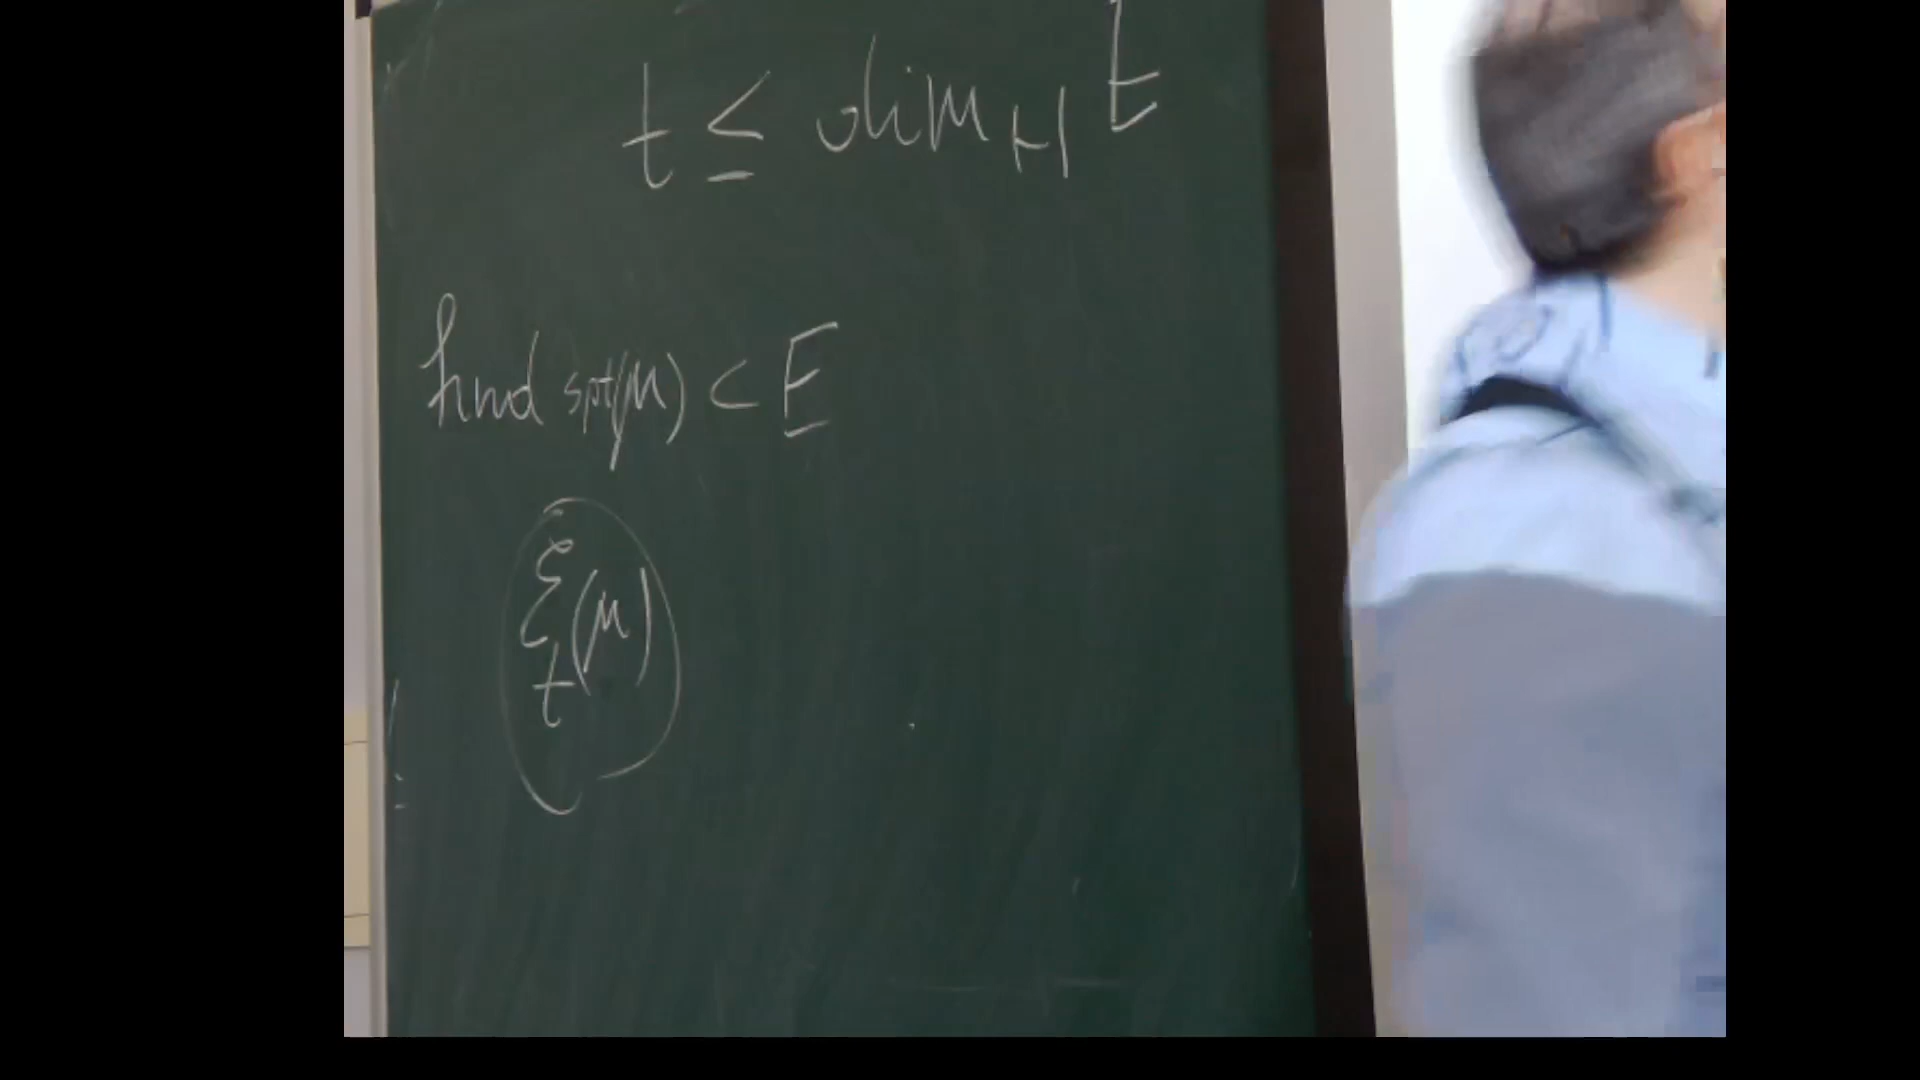 t ≤ dim_H E
find spt(μ) ⊂ E
ℰ_t(μ)